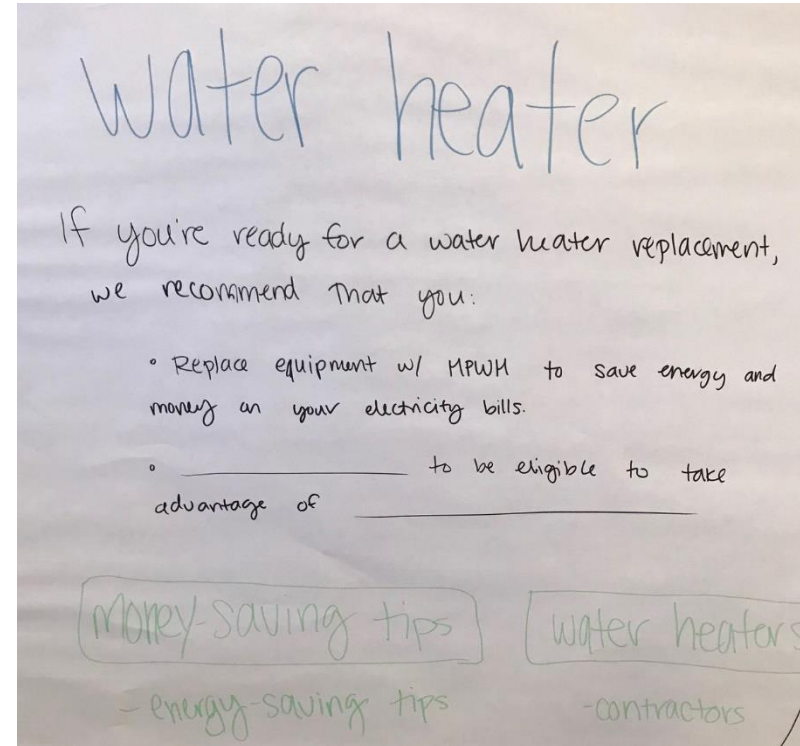 water heater
If you're ready for a water heater replacement,
we recommend that you:
• Replace equipment w/ HPWH to save energy and
money on your electricity bills.
• ____________ to be eligible to take
advantage of ____________
money-saving tips water heaters
- energy-saving tips - contractors